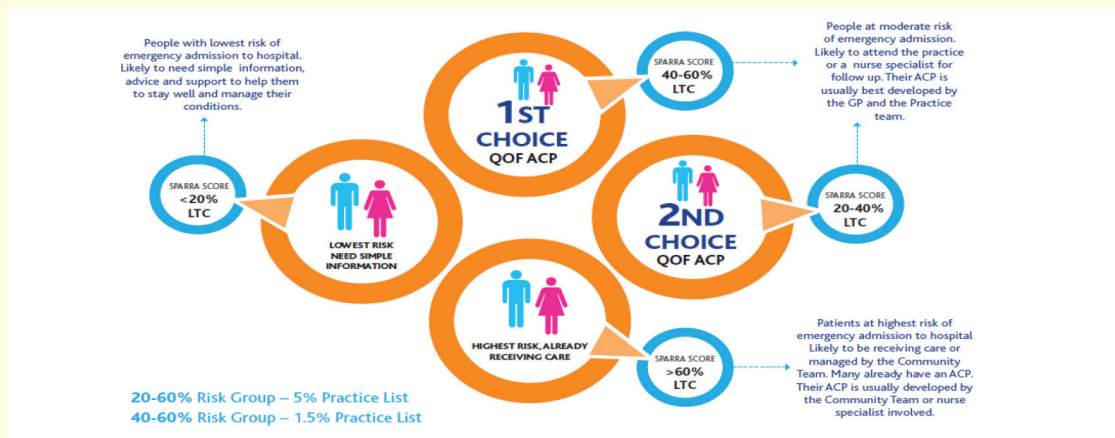 People with lowest risk of
emergency admission to hospital.
Likely to need simple information,
advice and support to help them
to stay well and manage their
conditions.
SPARRA SCORE
<20%
LTC
LOWEST RISK
NEED SIMPLE
INFORMATION
1ST
CHOICE
QOF ACP
SPARRA SCORE
40-60%
LTC
People at moderate risk
of emergency admission.
Likely to attend the practice
or a nurse specialist for
follow up. Their ACP is
usually best developed by
the GP and the Practice
team.
2ND
CHOICE
QOF ACP
SPARRA SCORE
20-40%
LTC
HIGHEST RISK, ALREADY
RECEIVING CARE
SPARRA SCORE
>60%
LTC
Patients at highest risk of
emergency admission to hospital
Likely to be receiving care or
managed by the Community
Team. Many already have an ACP.
Their ACP is usually developed by
the Community Team or nurse
specialist involved.
20-60% Risk Group – 5% Practice List
40-60% Risk Group – 1.5% Practice List